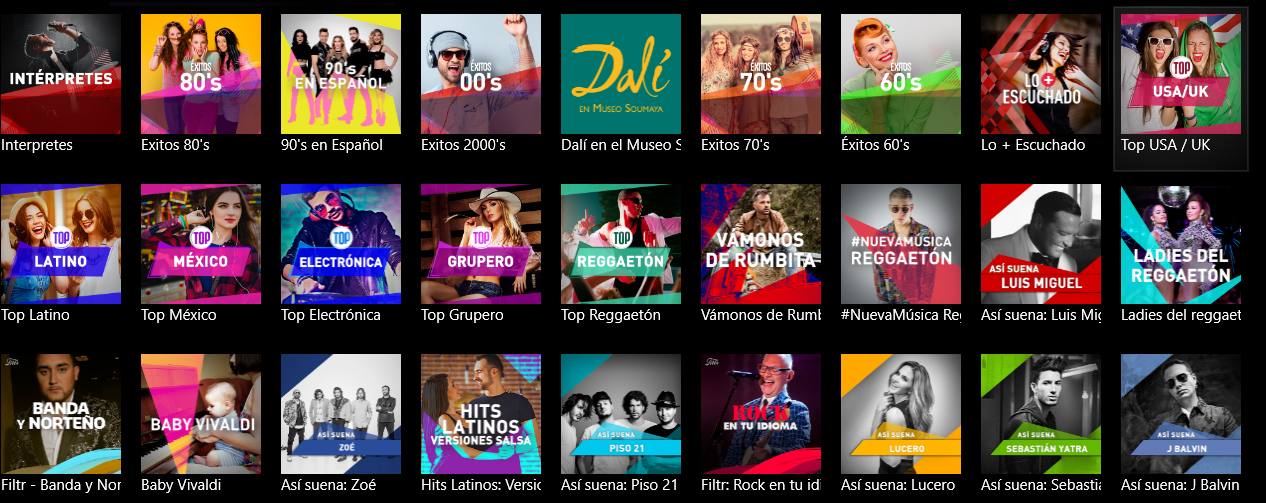 INTÉRPRETES
Interpretes
ÉXITOS
80's
Exitos 80's
90's
EN ESPAÑOL
90's en Español
ÉXITOS
00's
Exitos 2000's
Dalí
EN MUSEO SOUMAYA
Dalí en el Museo S
ÉXITOS
70's
Exitos 70's
ÉXITOS
60's
Éxitos 60's
LO +
ESCUCHADO
Lo + Escuchado
TOP
USA/UK
Top USA / UK
TOP
LATINO
Top Latino
TOP
MÉXICO
Top México
TOP
ELECTRÓNICA
Top Electrónica
TOP
GRUPERO
Top Grupero
TOP
REGGAETÓN
Top Reggaetón
VÁMONOS
DE RUMBITA
Vámonos de Rumb
#NUEVAMÚSICA
REGGAETÓN
#NuevaMúsica Reg
ASÍ SUENA
LUIS MIGUEL
Así suena: Luis Mig
LADIES DEL
REGGAETÓN
Ladies del reggaet
Filtr
BANDA
Y NORTEÑO
Filtr - Banda y Nor
BABY VIVALDI
Baby Vivaldi
ASÍ SUENA
ZOÉ
Así suena: Zoé
HITS
LATINOS
VERSIONES SALSA
Hits Latinos: Versio
ASÍ SUENA
PISO 21
Así suena: Piso 21
Filtr
ROCK
EN TU IDIOMA
Filtr: Rock en tu idi
ASÍ SUENA
LUCERO
Así suena: Lucero
ASÍ SUENA
SEBASTIÁN YATRA
Así suena: Sebastiá
ASÍ SUENA
J BALVIN
Así suena: J Balvin